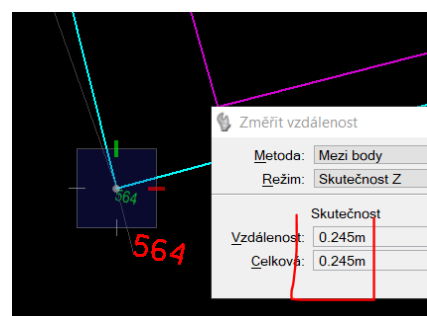 Změřit vzdálenost
Metoda: Mezi body
Režim: Skutečnost Z
564
564
Skutečnost
Vzdálenost: 0.245m
Celková: 0.245m